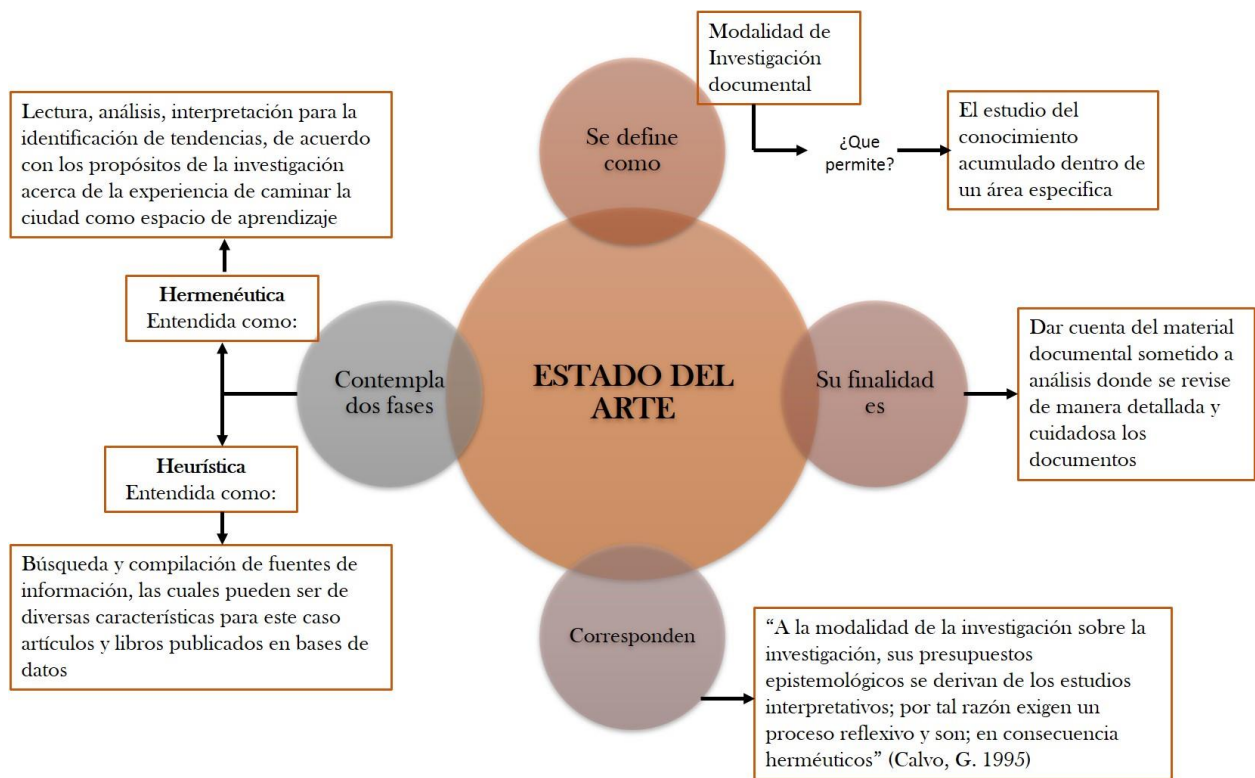 Modalidad de
Investigación
documental
¿Que
permite?
El estudio del
conocimiento
acumulado dentro de
un área especifica
Se define
como
Lectura, análisis, interpretación para la
identificación de tendencias, de acuerdo
con los propósitos de la investigación
acerca de la experiencia de caminar la
ciudad como espacio de aprendizaje
Hermenéutica
Entendida como:
Contempla
dos fases
ESTADO DEL
ARTE
Su finalidad
es
Dar cuenta del material
documental sometido a
análisis donde se revise
de manera detallada y
cuidadosa los
documentos
Heurística
Entendida como:
Búsqueda y compilación de fuentes de
información, las cuales pueden ser de
diversas características para este caso
artículos y libros publicados en bases de
datos
Corresponden
“A la modalidad de la investigación sobre la
investigación, sus presupuestos
epistemológicos se derivan de los estudios
interpretativos; por tal razón exigen un
proceso reflexivo y son; en consecuencia
herméuticos” (Calvo, G. 1995)